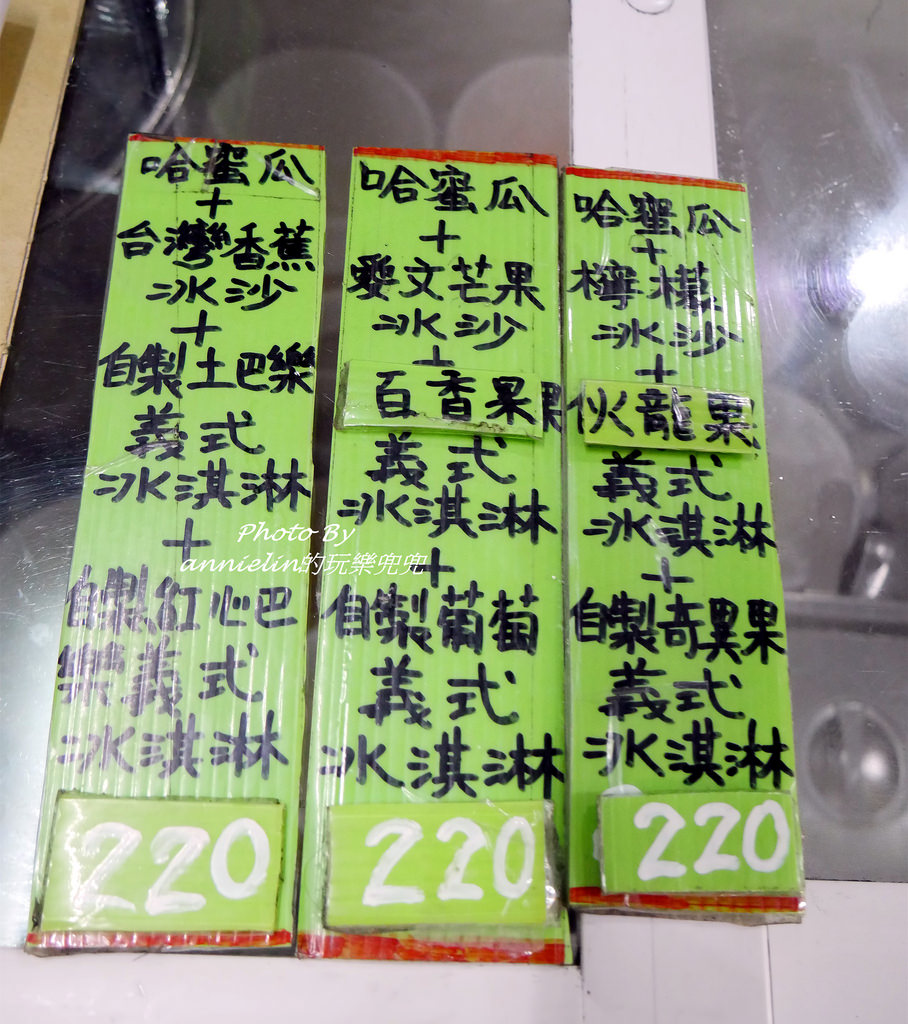 哈蜜瓜
+
台灣香蕉
冰沙
+
自製土巴樂
義式
冰淇淋
+
自製紅心巴
樂義式
冰淇淋
220
哈蜜瓜
+
愛文芒果
冰沙
+
百香果
義式
冰淇淋
+
自製葡萄
義式
冰淇淋
220
哈蜜瓜
+
檸檬
冰沙
+
火龍果
義式
冰淇淋
+
自製奇異果
義式
冰淇淋
220
Photo By
annielin的玩樂兜兜